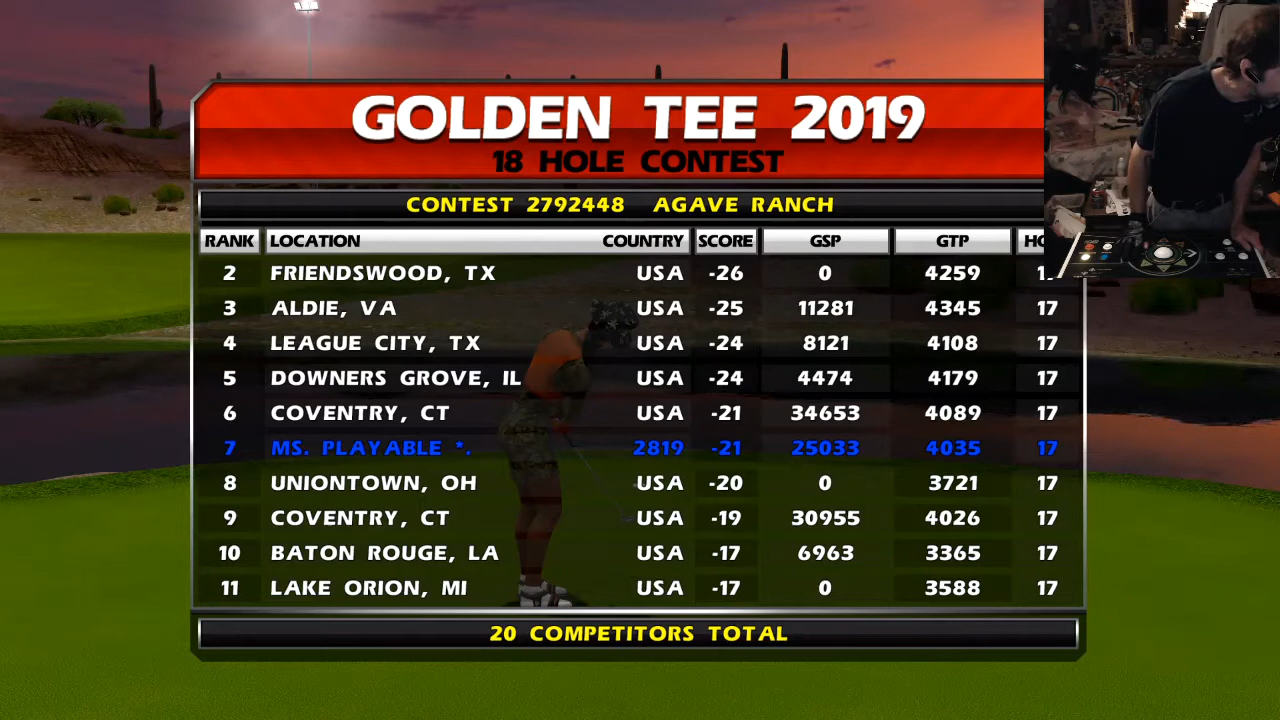 GOLDEN TEE 2019
18 HOLE CONTEST
CONTEST 2792448 AGAVE RANCH
RANK LOCATION COUNTRY SCORE GSP GTP
2 FRIENDSWOOD, TX USA -26 0 4259
3 ALDIE, VA USA -25 11281 4345 17
4 LEAGUE CITY, TX USA -24 8121 4108 17
5 DOWNERS GROVE, IL USA -24 4474 4179 17
6 COVENTRY, CT USA -21 34653 4089 17
7 MS. PLAYABLE *. 2819 -21 25033 4035 17
8 UNIONTOWN, OH USA -20 0 3721 17
9 COVENTRY, CT USA -19 30955 4026 17
10 BATON ROUGE, LA USA -17 6963 3365 17
11 LAKE ORION, MI USA -17 0 3588 17
20 COMPETITORS TOTAL